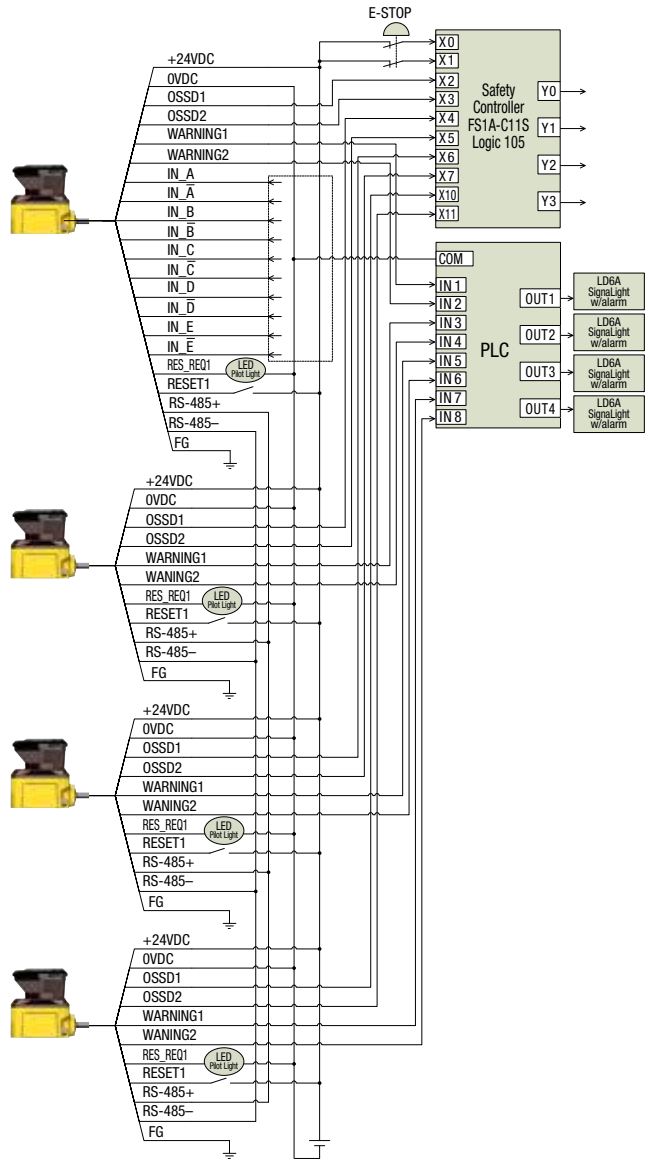 E-STOP
+24VDC
0VDC
OSSD1
OSSD2
WARNING1
WARNING2
IN_A
IN_A̅
IN_B
IN_B̅
IN_C
IN_C̅
IN_D
IN_D̅
IN_E
IN_E̅
RES_REQ1
LED
Pilot Light
RESET1
RS-485+
RS-485–
FG
X0
X1
X2
X3
X4
X5
X6
X7
X10
X11
Safety
Controller
FS1A-C11S
Logic 105
Y0
Y1
Y2
Y3
COM
IN 1
IN 2
IN 3
IN 4
IN 5
IN 6
IN 7
IN 8
PLC
OUT1
OUT2
OUT3
OUT4
LD6A
SignaLight
w/alarm
LD6A
SignaLight
w/alarm
LD6A
SignaLight
w/alarm
LD6A
SignaLight
w/alarm
+24VDC
0VDC
OSSD1
OSSD2
WARNING1
WANING2
RES_REQ1
LED
Pilot Light
RESET1
RS-485+
RS-485–
FG
+24VDC
0VDC
OSSD1
OSSD2
WARNING1
WANING2
RES_REQ1
LED
Pilot Light
RESET1
RS-485+
RS-485–
FG
+24VDC
0VDC
OSSD1
OSSD2
WARNING1
WANING2
RES_REQ1
LED
Pilot Light
RESET1
RS-485+
RS-485–
FG